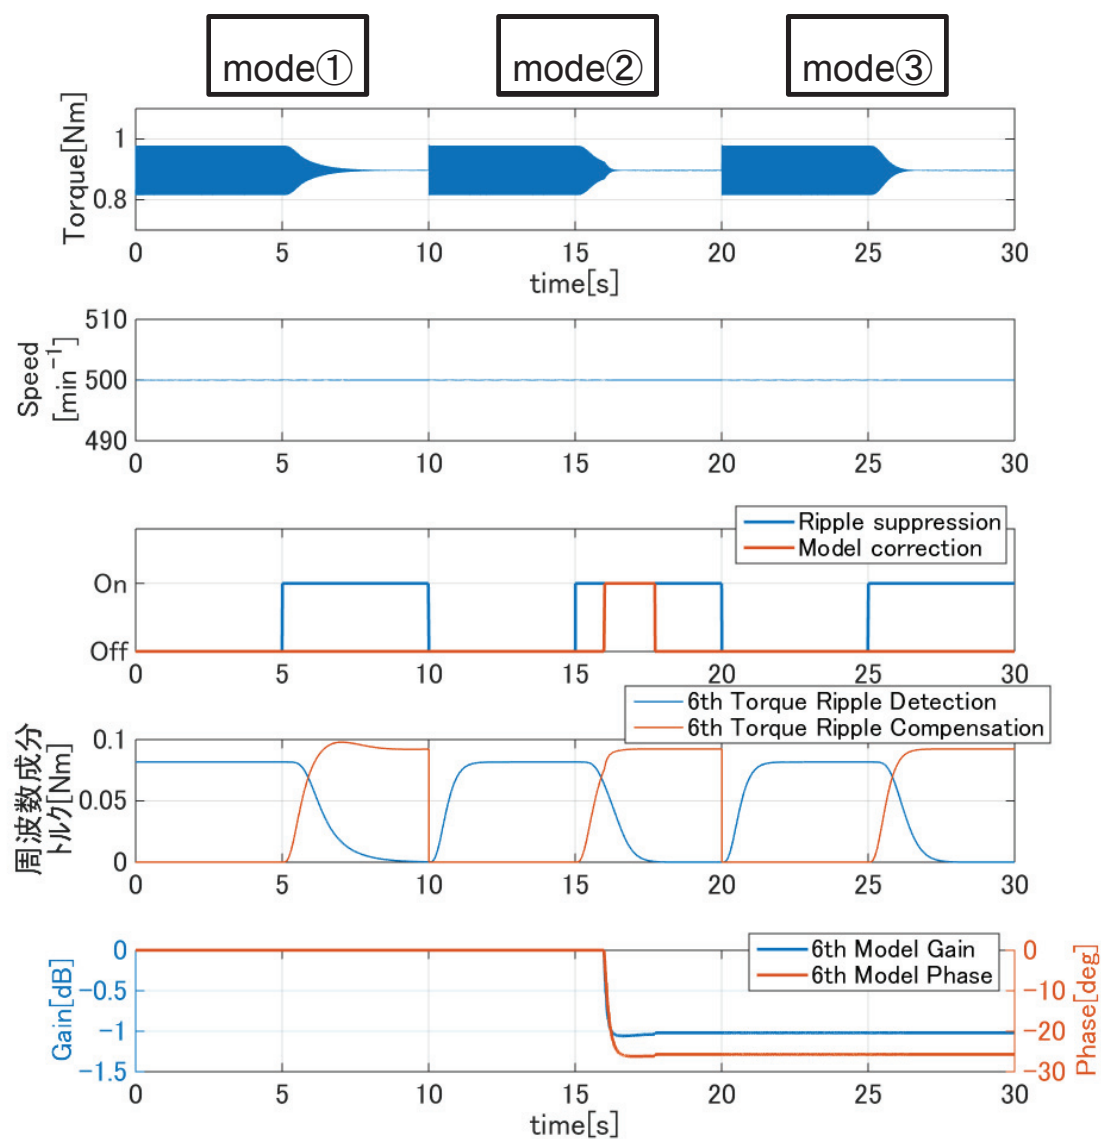 mode①
mode②
mode③
Torque[Nm]
1
0.8
0 5 10 15 20 25 30
time[s]
Speed
[min⁻¹]
510
500
490
0 5 10 15 20 25 30
Ripple suppression
Model correction
On
Off
0 5 10 15 20 25 30
6th Torque Ripple Detection
6th Torque Ripple Compensation
周波数成分
トルク[Nm]
0.1
0.05
0
0 5 10 15 20 25 30
6th Model Gain
6th Model Phase
Gain[dB]
0
−0.5
−1
−1.5
Phase[deg]
0
−10
−20
−30
0 5 10 15 20 25 30
time[s]